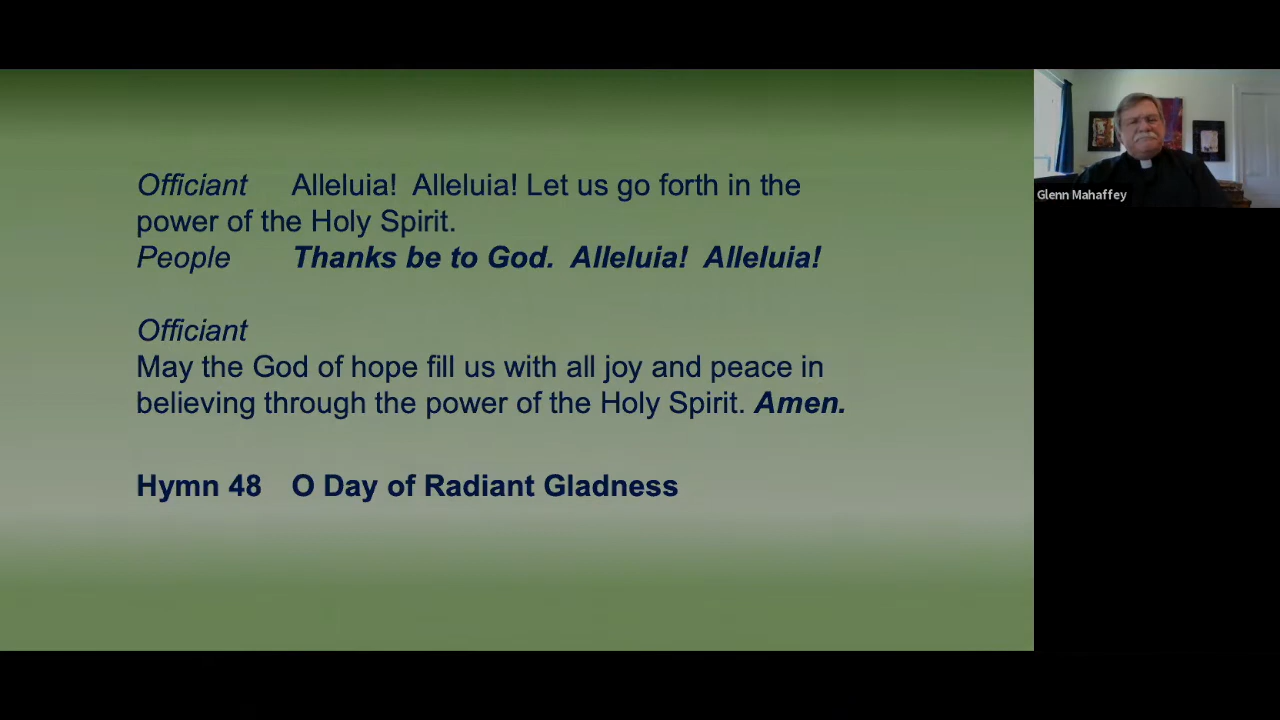 Officiant Alleluia! Alleluia! Let us go forth in the
power of the Holy Spirit.
People Thanks be to God. Alleluia! Alleluia!
Officiant
May the God of hope fill us with all joy and peace in
believing through the power of the Holy Spirit. Amen.
Hymn 48 O Day of Radiant Gladness
Glenn Mahaffey